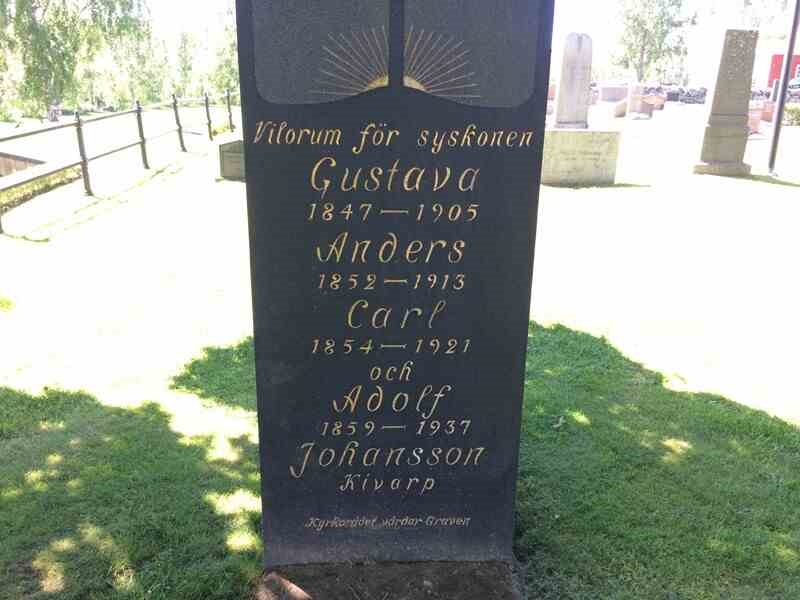 Vilorum för syskonen
Gustava
1847 — 1905
Anders
1852 — 1913
Carl
1854 — 1921
och
Adolf
1859 — 1937
Johansson
Kivarp
Kyrkorådet vårdar Graven